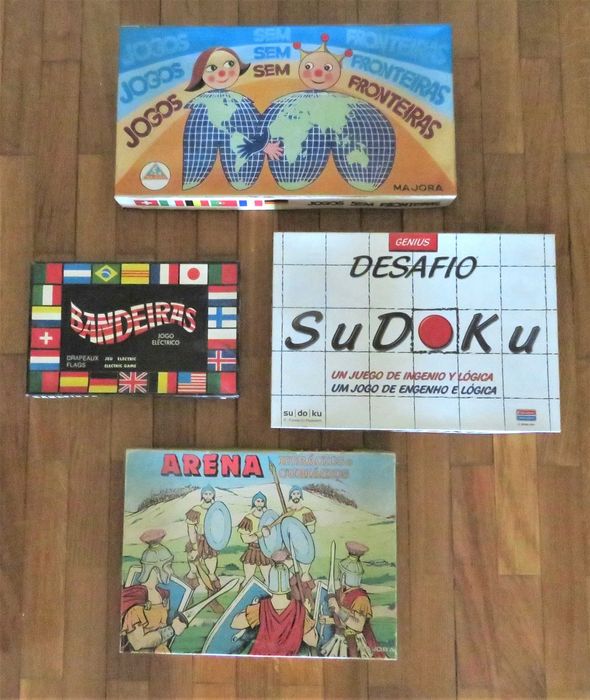 JOGOS SEM FRONTEIRAS
JOGOS SEM FRONTEIRAS
JOGOS SEM FRONTEIRAS
MAJORA
JOGOS SEM FRONTEIRAS
BANDEIRAS
JOGO
ELÉCTRICO
DRAPEAUX JEU ELECTRIC
FLAGS ELECTRIC GAME
GENIUS
DESAFIO
SuDOKu
UN JUEGO DE INGENIO Y LÓGICA
UM JOGO DE ENGENHO E LÓGICA
su|do|ku
ARENA
MAJORA